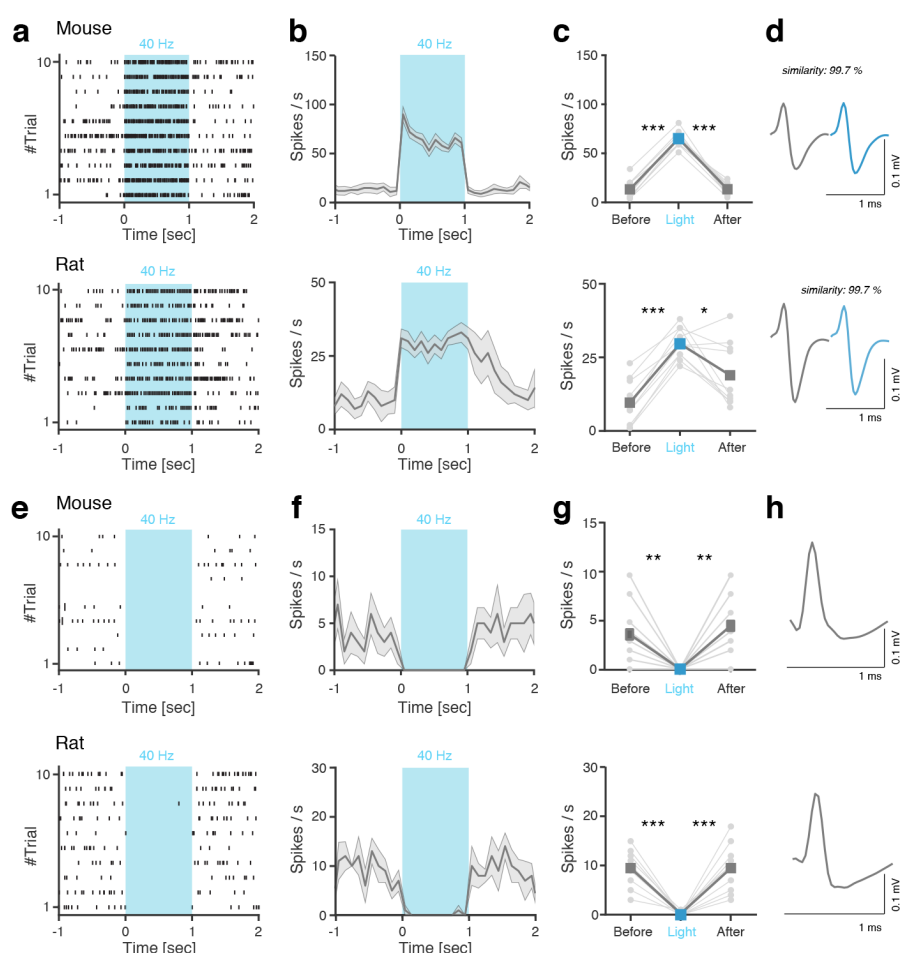 a
Mouse
40 Hz
10
1
#Trial
-1 0 1 2
Time [sec]
b
40 Hz
150
100
50
0
Spikes / s
-1 0 1 2
Time [sec]
c
150
100
50
0
Spikes / s
*** ***
Before Light After
d
similarity: 99.7 %
0.1 mV
1 ms
Rat
40 Hz
10
1
#Trial
-1 0 1 2
Time [sec]
40 Hz
50
25
0
Spikes / s
-1 0 1 2
Time [sec]
50
25
0
Spikes / s
*** *
Before Light After
similarity: 99.7 %
0.1 mV
1 ms
e
Mouse
40 Hz
10
1
#Trial
-1 0 1 2
Time [sec]
f
40 Hz
15
10
5
0
Spikes / s
-1 0 1 2
Time [sec]
g
15
10
5
0
Spikes / s
** **
Before Light After
h
0.1 mV
1 ms
Rat
40 Hz
10
1
#Trial
-1 0 1 2
Time [sec]
40 Hz
30
20
10
0
Spikes / s
-1 0 1 2
Time [sec]
30
20
10
0
Spikes / s
*** ***
Before Light After
0.1 mV
1 ms